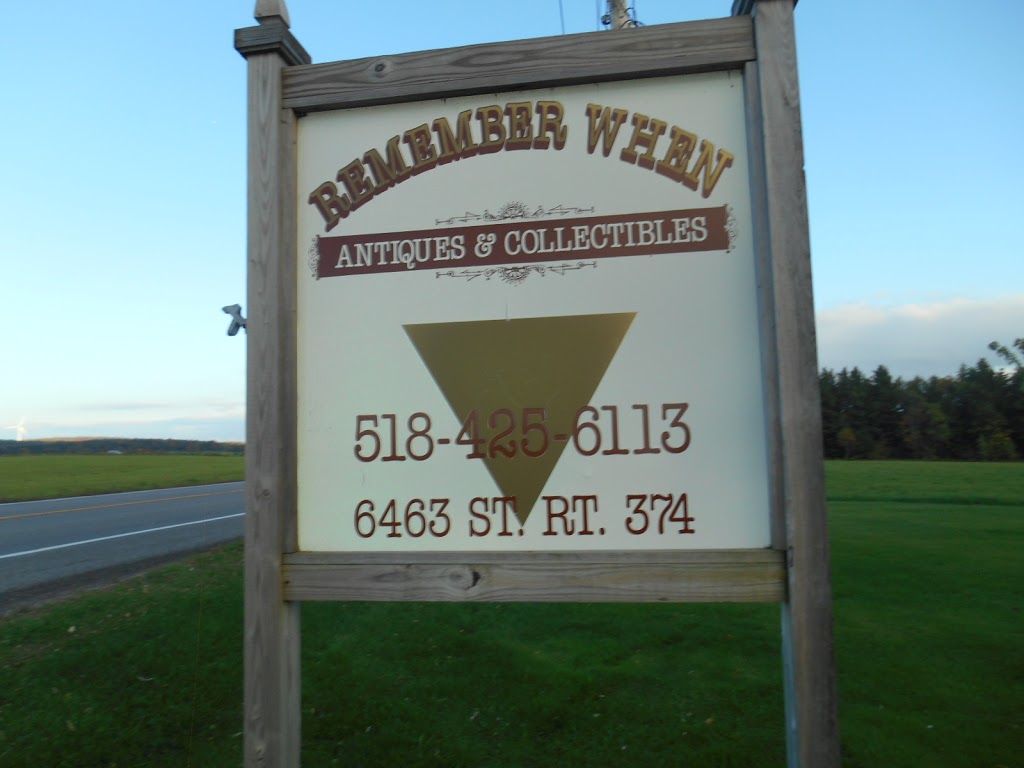 REMEMBER WHEN
ANTIQUES & COLLECTIBLES
518-425-6113
6463 ST. RT. 374